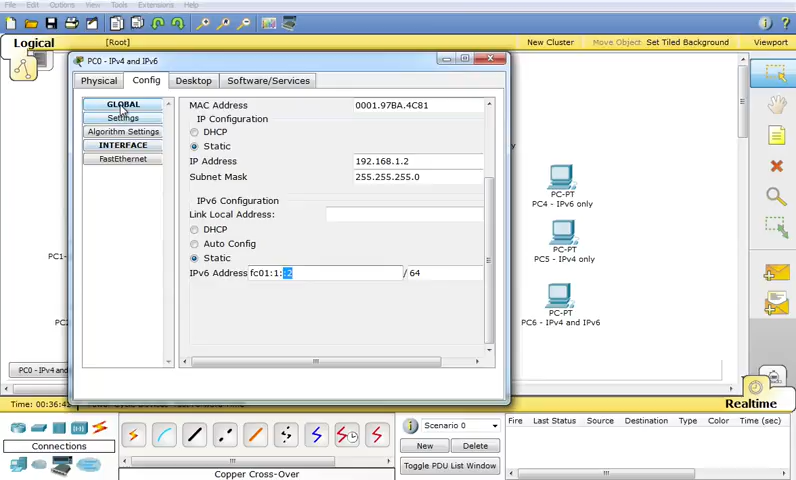 File Edit Options View Tools Extensions Help
Logical
[Root]
New Cluster
Move Object
Set Tiled Background
Viewport
PC0 - IPv4 and IPv6
Physical
Config
Desktop
Software/Services
GLOBAL
Settings
Algorithm Settings
INTERFACE
FastEthernet
MAC Address 0001.97BA.4C81
IP Configuration
DHCP
Static
IP Address 192.168.1.2
Subnet Mask 255.255.255.0
IPv6 Configuration
Link Local Address:
DHCP
Auto Config
Static
IPv6 Address fc01:1::2 / 64
PC-PT
PC4 - IPv6 only
PC-PT
PC5 - IPv4 only
PC-PT
PC6 - IPv4 and IPv6
PC1-
PC0 - IPv4 and
Time: 00:36:4
Realtime
Connections
Copper Cross-Over
Scenario 0
New
Delete
Toggle PDU List Window
Fire Last Status Source Destination Type Color Time (sec)